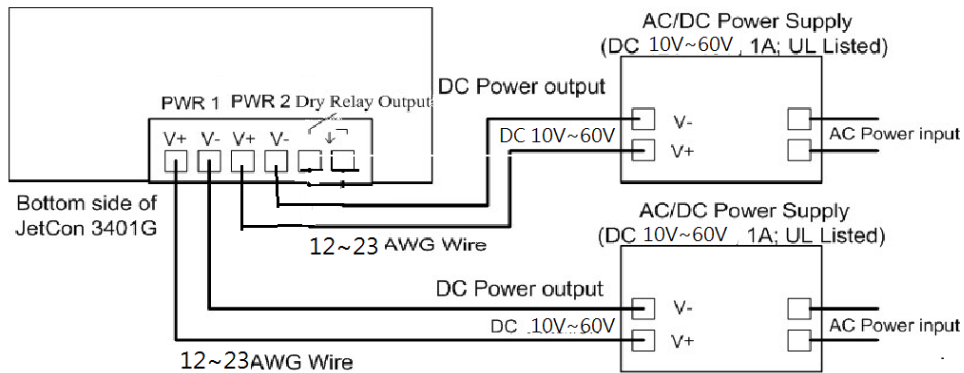 AC/DC Power Supply
(DC 10V~60V , 1A; UL Listed)
DC Power output
PWR 1 PWR 2 Dry Relay Output
V+ V- V+ V-
V-
DC 10V~60V
V+
AC Power input
Bottom side of
JetCon 3401G
12~23 AWG Wire
AC/DC Power Supply
(DC 10V~60V , 1A; UL Listed)
DC Power output
V-
DC 10V~60V
V+
AC Power input
12~23AWG Wire